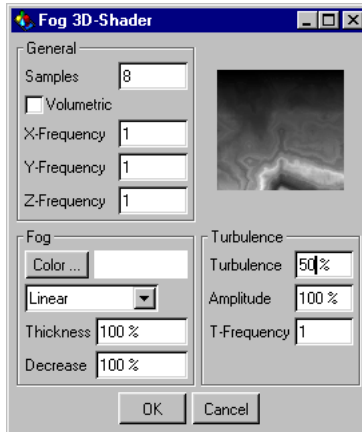 Fog 3D-Shader
General
Samples 8
Volumetric
X-Frequency 1
Y-Frequency 1
Z-Frequency 1
Fog
Color ...
Linear
Thickness 100 %
Decrease 100 %
Turbulence
Turbulence 50 %
Amplitude 100 %
T-Frequency 1
OK Cancel